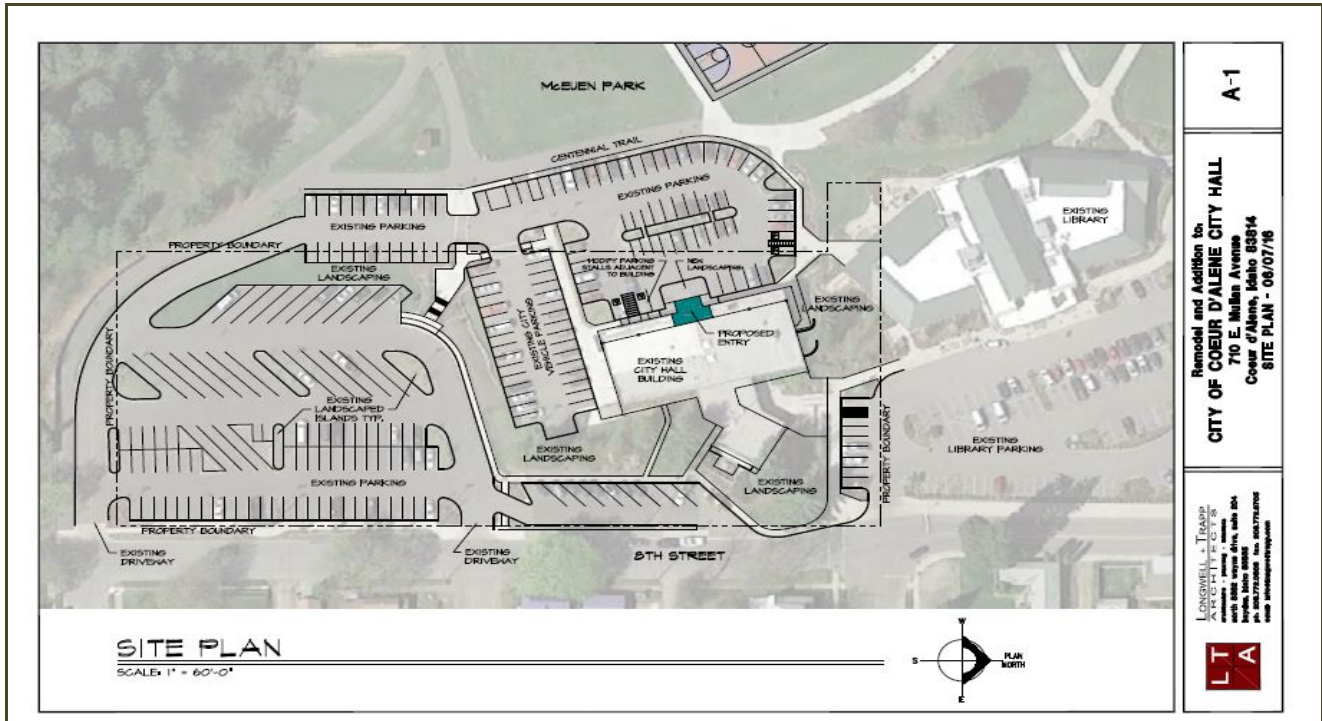 McEUEN PARK
CENTENNIAL TRAIL
EXISTING PARKING
EXISTING
LIBRARY
EXISTING PARKING
PROPERTY BOUNDARY
EXISTING
LANDSCAPING
MODIFY PARKING
STALLS ADJACENT
TO BUILDING
NEW
LANDSCAPING
EXISTING
LANDSCAPING
PROPOSED
ENTRY
EXISTING CITY
VEHICLE PARKING
EXISTING
CITY HALL
BUILDING
PROPERTY BOUNDARY
EXISTING
LANDSCAPED
ISLANDS TYP.
EXISTING
LANDSCAPING
EXISTING
LIBRARY PARKING
PROPERTY BOUNDARY
EXISTING
LANDSCAPING
EXISTING PARKING
PROPERTY BOUNDARY
EXISTING
DRIVEWAY
EXISTING
DRIVEWAY
8TH STREET
SITE PLAN
SCALE: 1" = 60'-0"
W
S
E
PLAN
NORTH
A-1
Remodel and Addition to:
CITY OF COEUR D'ALENE CITY HALL
710 E. Mullan Avenue
Coeur d'Alene, Idaho 83814
SITE PLAN - 06/07/16
LONGWELL + TRAPP
ARCHITECTS
LT
A